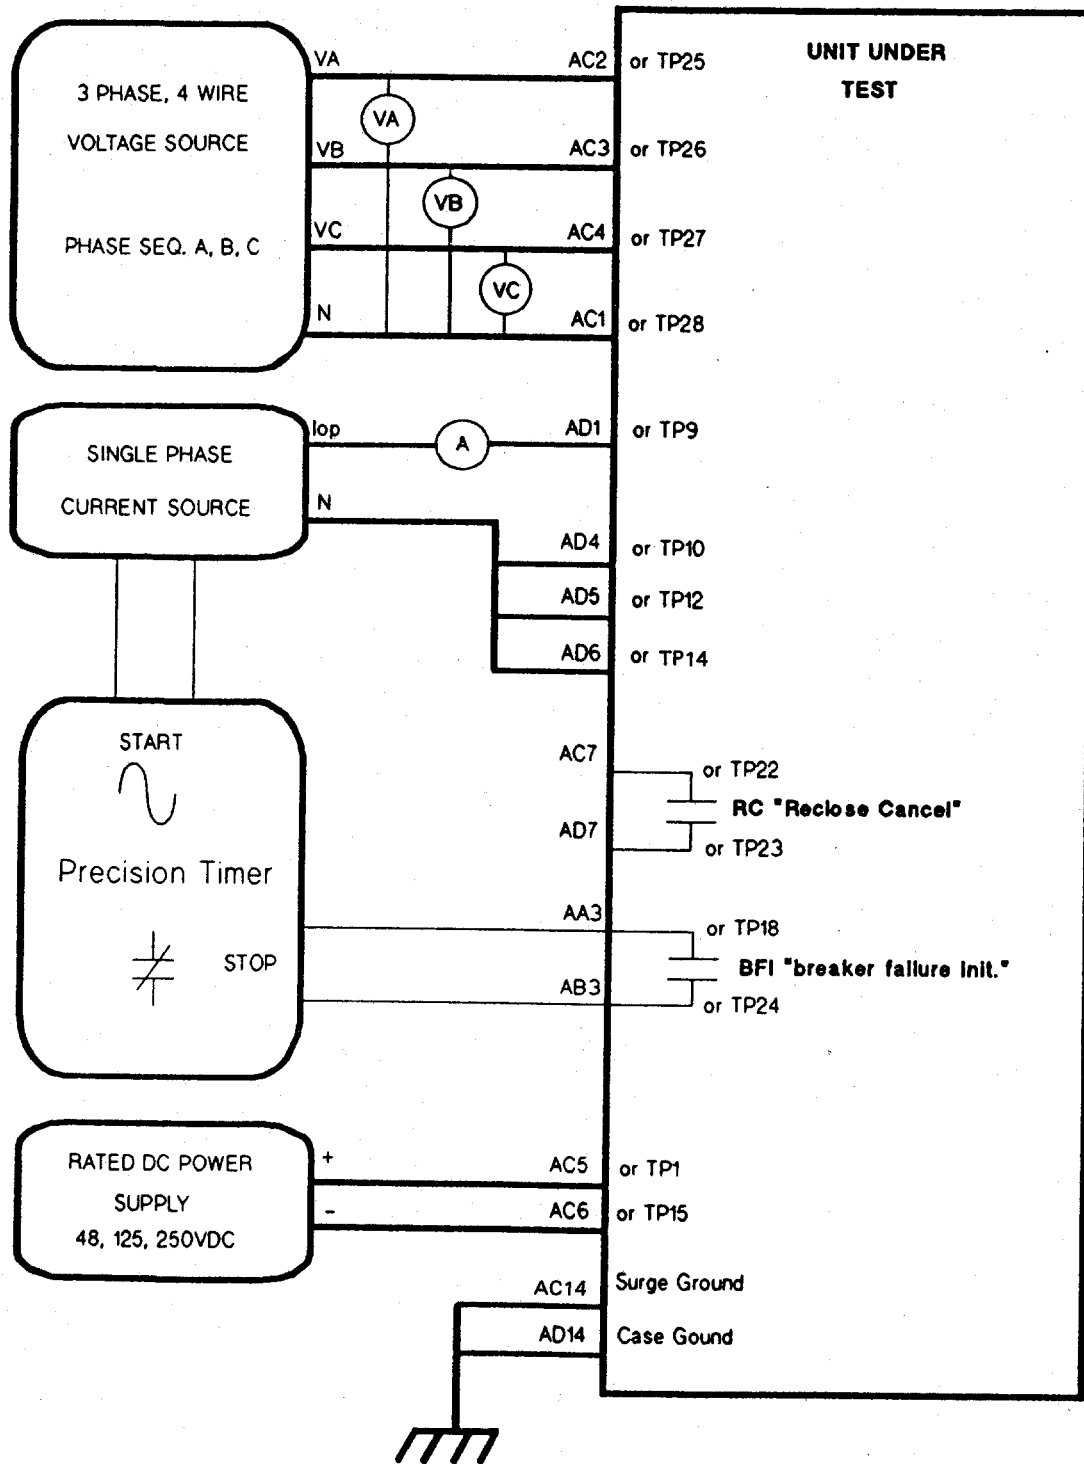 UNIT UNDER
TEST
3 PHASE, 4 WIRE
VOLTAGE SOURCE
PHASE SEQ. A, B, C
VA
AC2 or TP25
VA
VB
AC3 or TP26
VB
VC
AC4 or TP27
VC
N
AC1 or TP28
SINGLE PHASE
CURRENT SOURCE
Iop
A
AD1 or TP9
N
AD4 or TP10
AD5 or TP12
AD6 or TP14
START
Precision Timer
STOP
AC7 or TP22
RC "Reclose Cancel"
AD7 or TP23
AA3 or TP18
BFI "breaker failure init."
AB3 or TP24
RATED DC POWER
SUPPLY
48, 125, 250VDC
+
AC5 or TP1
-
AC6 or TP15
AC14 Surge Ground
AD14 Case Gound